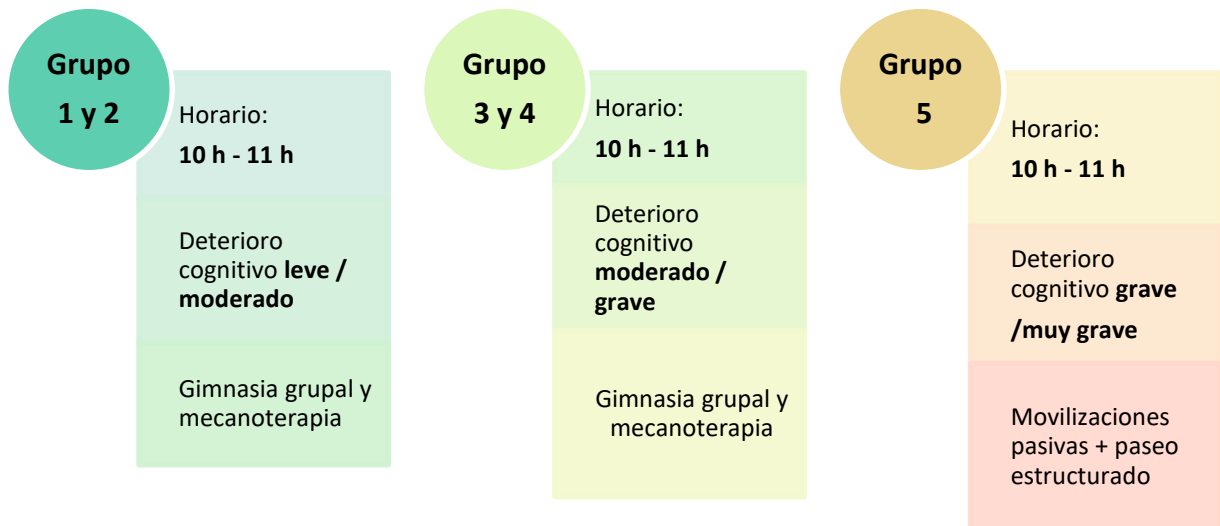 Grupo
1 y 2
Horario:
10 h - 11 h
Deterioro
cognitivo leve /
moderado
Gimnasia grupal y
mecanoterapia
Grupo
3 y 4
Horario:
10 h - 11 h
Deterioro
cognitivo
moderado /
grave
Gimnasia grupal y
mecanoterapia
Grupo
5
Horario:
10 h - 11 h
Deterioro
cognitivo grave
/muy grave
Movilizaciones
pasivas + paseo
estructurado